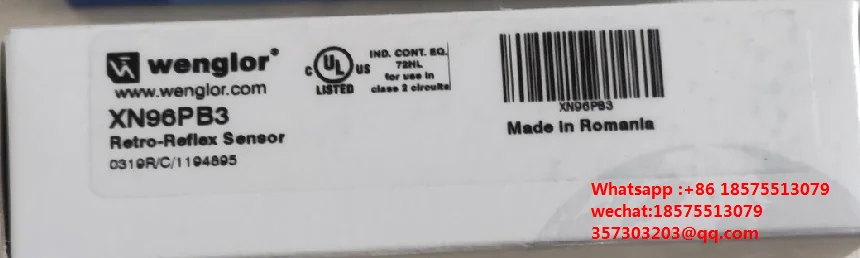 wenglor®
www.wenglor.com
XN96PB3
Retro-Reflex Sensor
0319R/C/1194895
c UL US
LISTED
IND. CONT. EQ.
72HL
for use in
class 2 circuits
XN96PB3
Made in Romania
Whatsapp :+86 18575513079
wechat:18575513079
357303203@qq.com